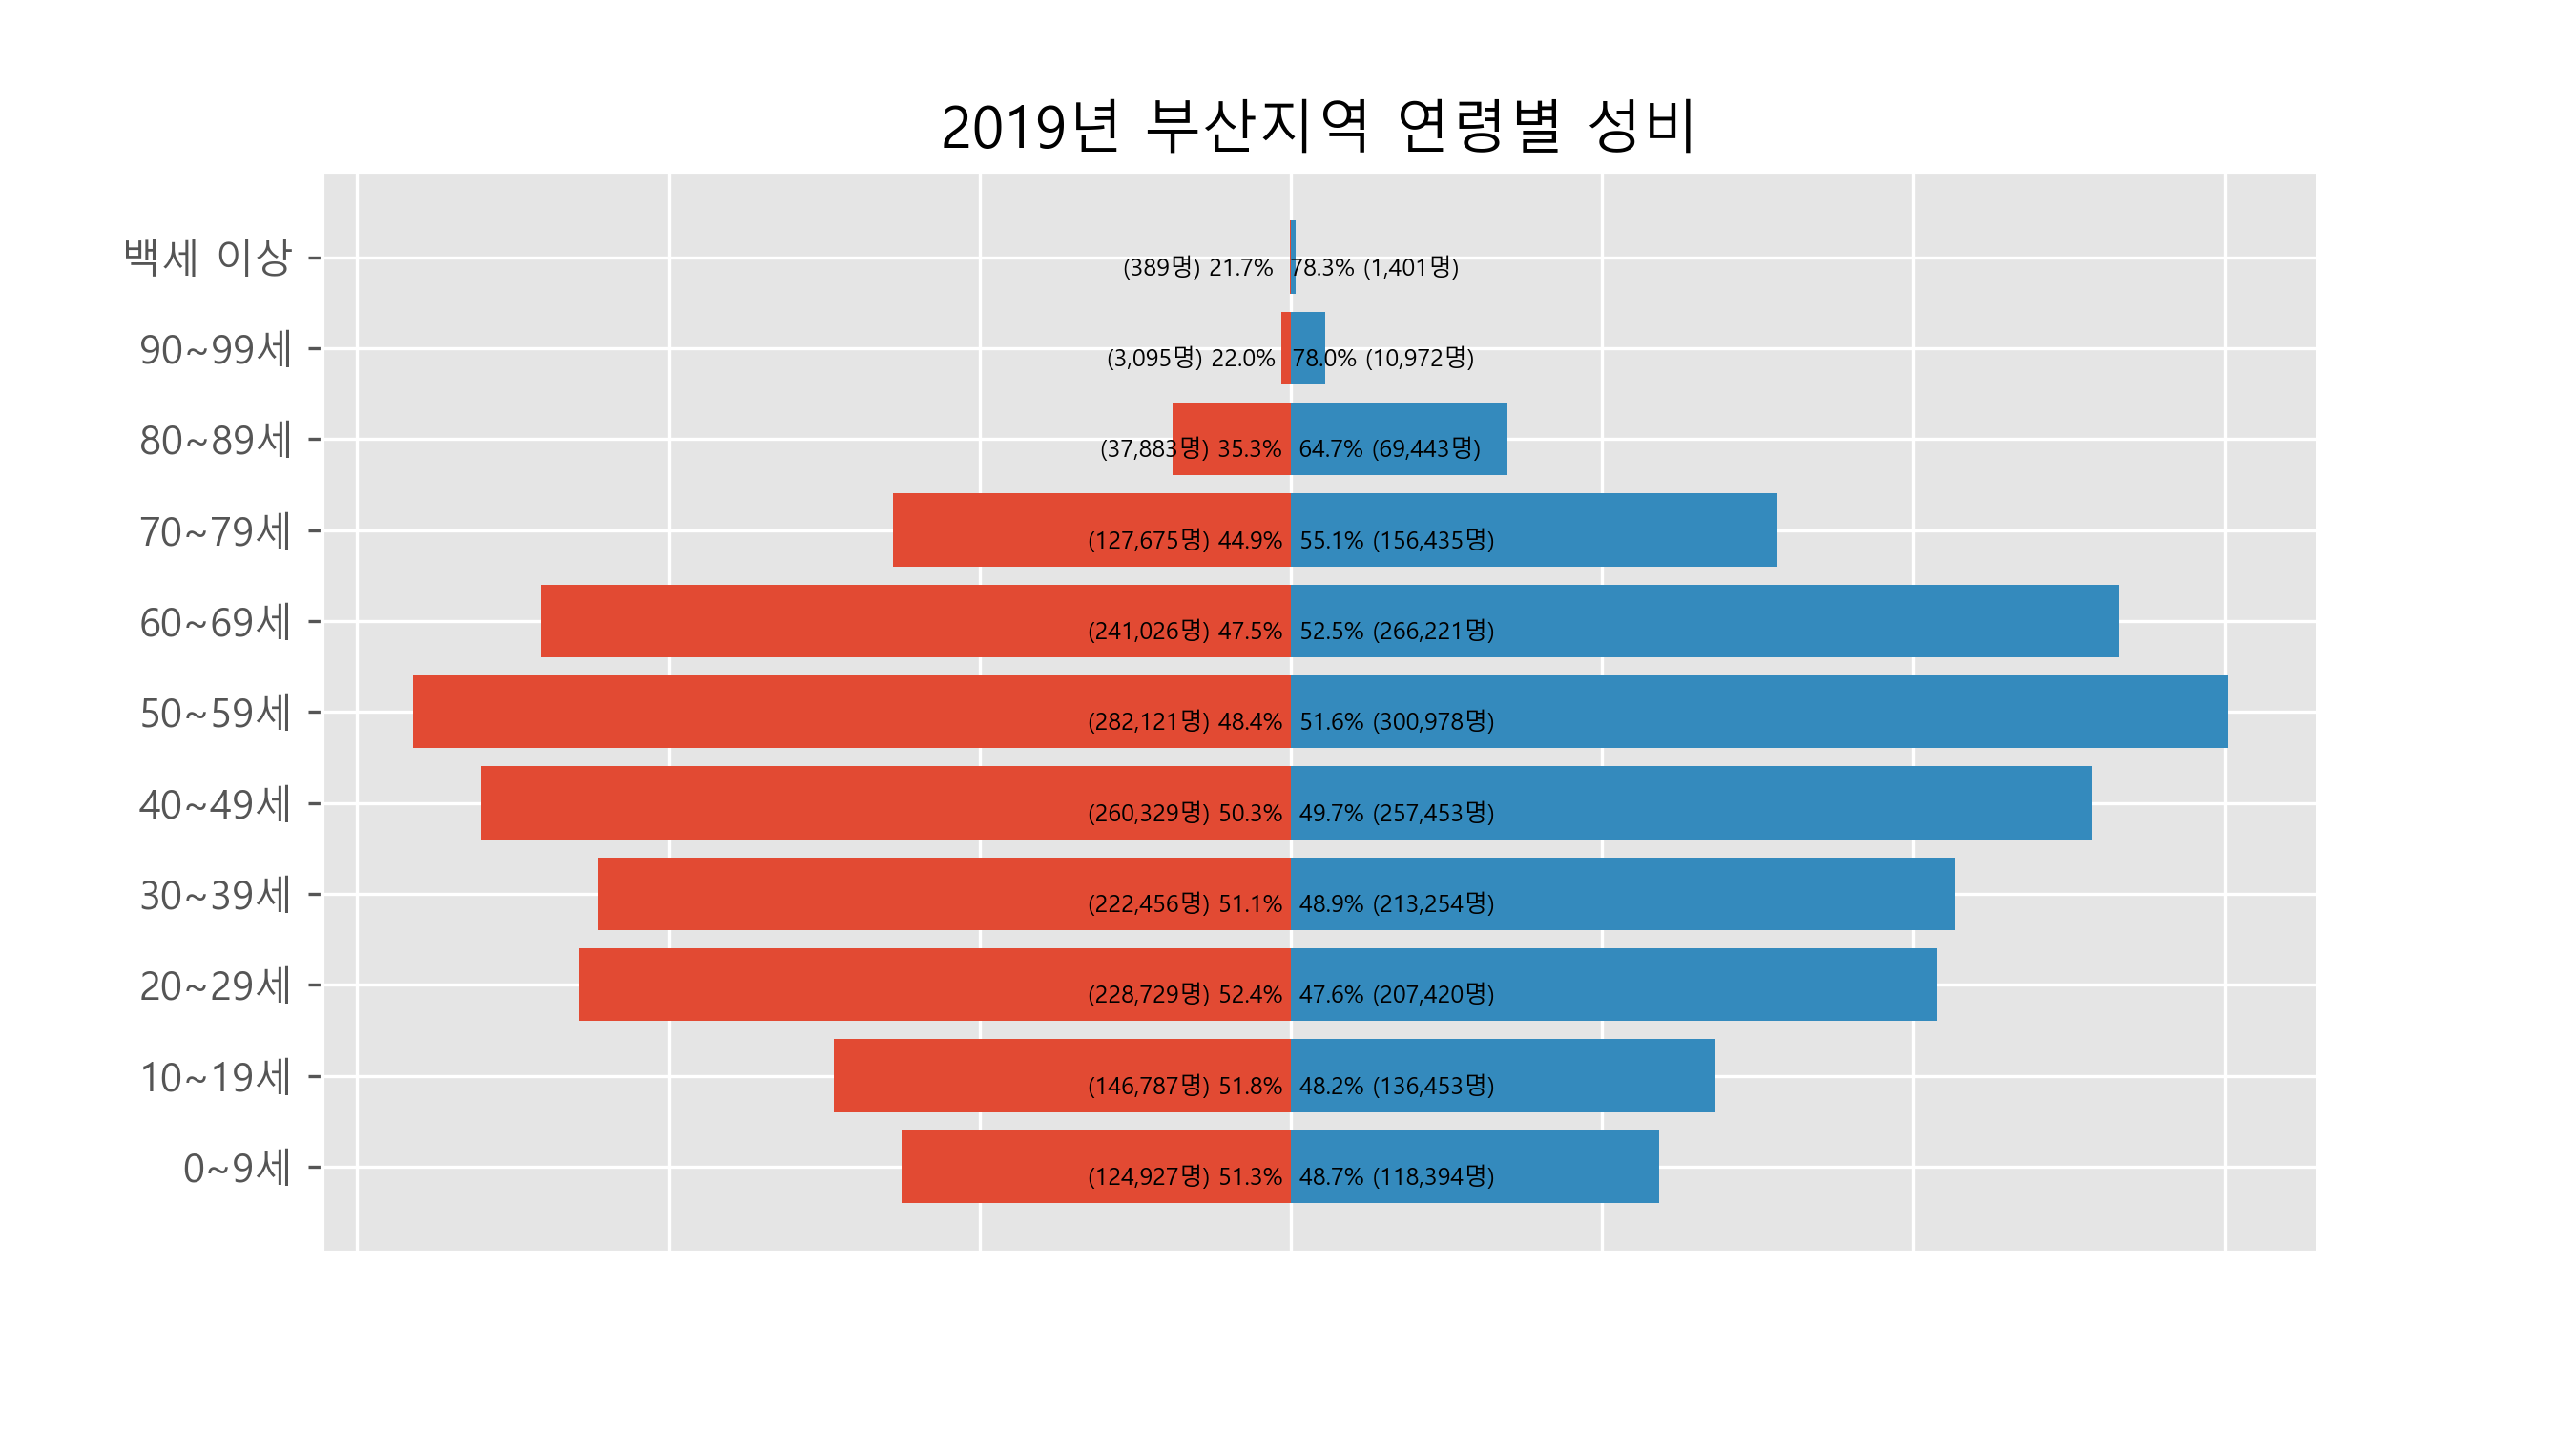 2019년 부산지역 연령별 성비
백세 이상 (389명) 21.7% 78.3% (1,401명)
90~99세 (3,095명) 22.0% 78.0% (10,972명)
80~89세 (37,883명) 35.3% 64.7% (69,443명)
70~79세 (127,675명) 44.9% 55.1% (156,435명)
60~69세 (241,026명) 47.5% 52.5% (266,221명)
50~59세 (282,121명) 48.4% 51.6% (300,978명)
40~49세 (260,329명) 50.3% 49.7% (257,453명)
30~39세 (222,456명) 51.1% 48.9% (213,254명)
20~29세 (228,729명) 52.4% 47.6% (207,420명)
10~19세 (146,787명) 51.8% 48.2% (136,453명)
0~9세 (124,927명) 51.3% 48.7% (118,394명)